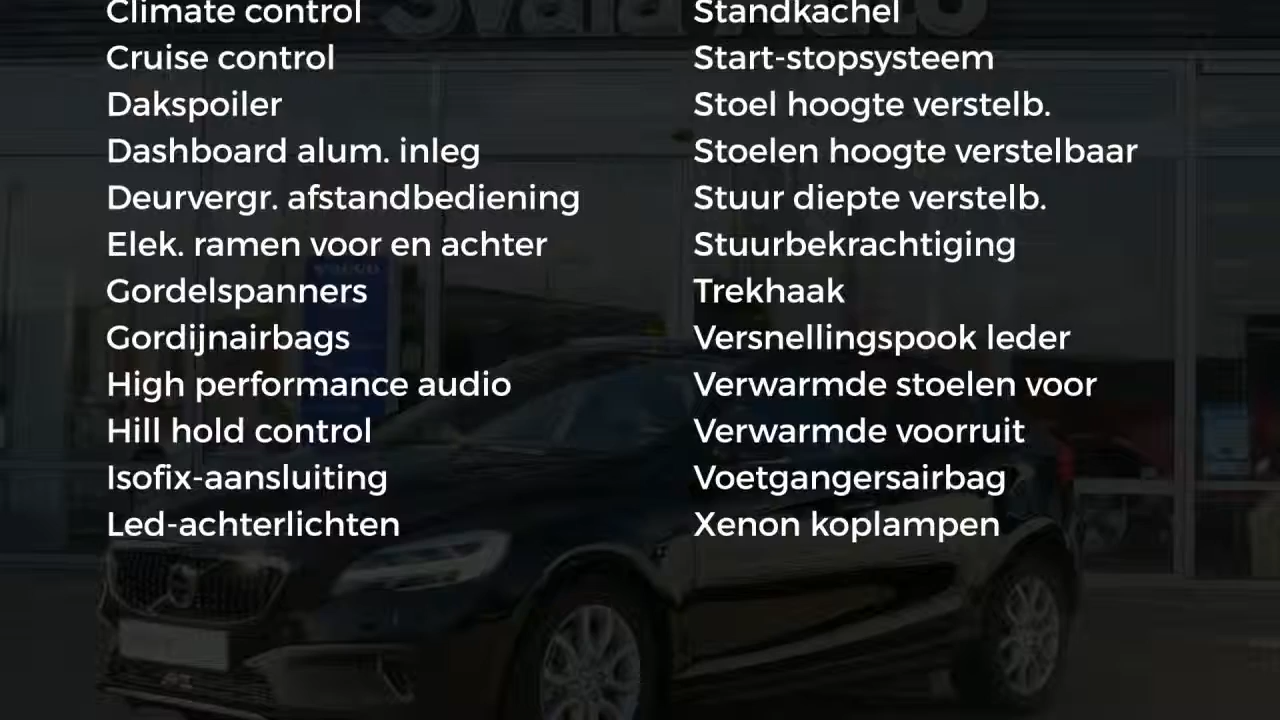 Climate control
Cruise control
Dakspoiler
Dashboard alum. inleg
Deurvergr. afstandbediening
Elek. ramen voor en achter
Gordelspanners
Gordijnairbags
High performance audio
Hill hold control
Isofix-aansluiting
Led-achterlichten
Standkachel
Start-stopsysteem
Stoel hoogte verstelb.
Stoelen hoogte verstelbaar
Stuur diepte verstelb.
Stuurbekrachtiging
Trekhaak
Versnellingspook leder
Verwarmde stoelen voor
Verwarmde voorruit
Voetgangersairbag
Xenon koplampen